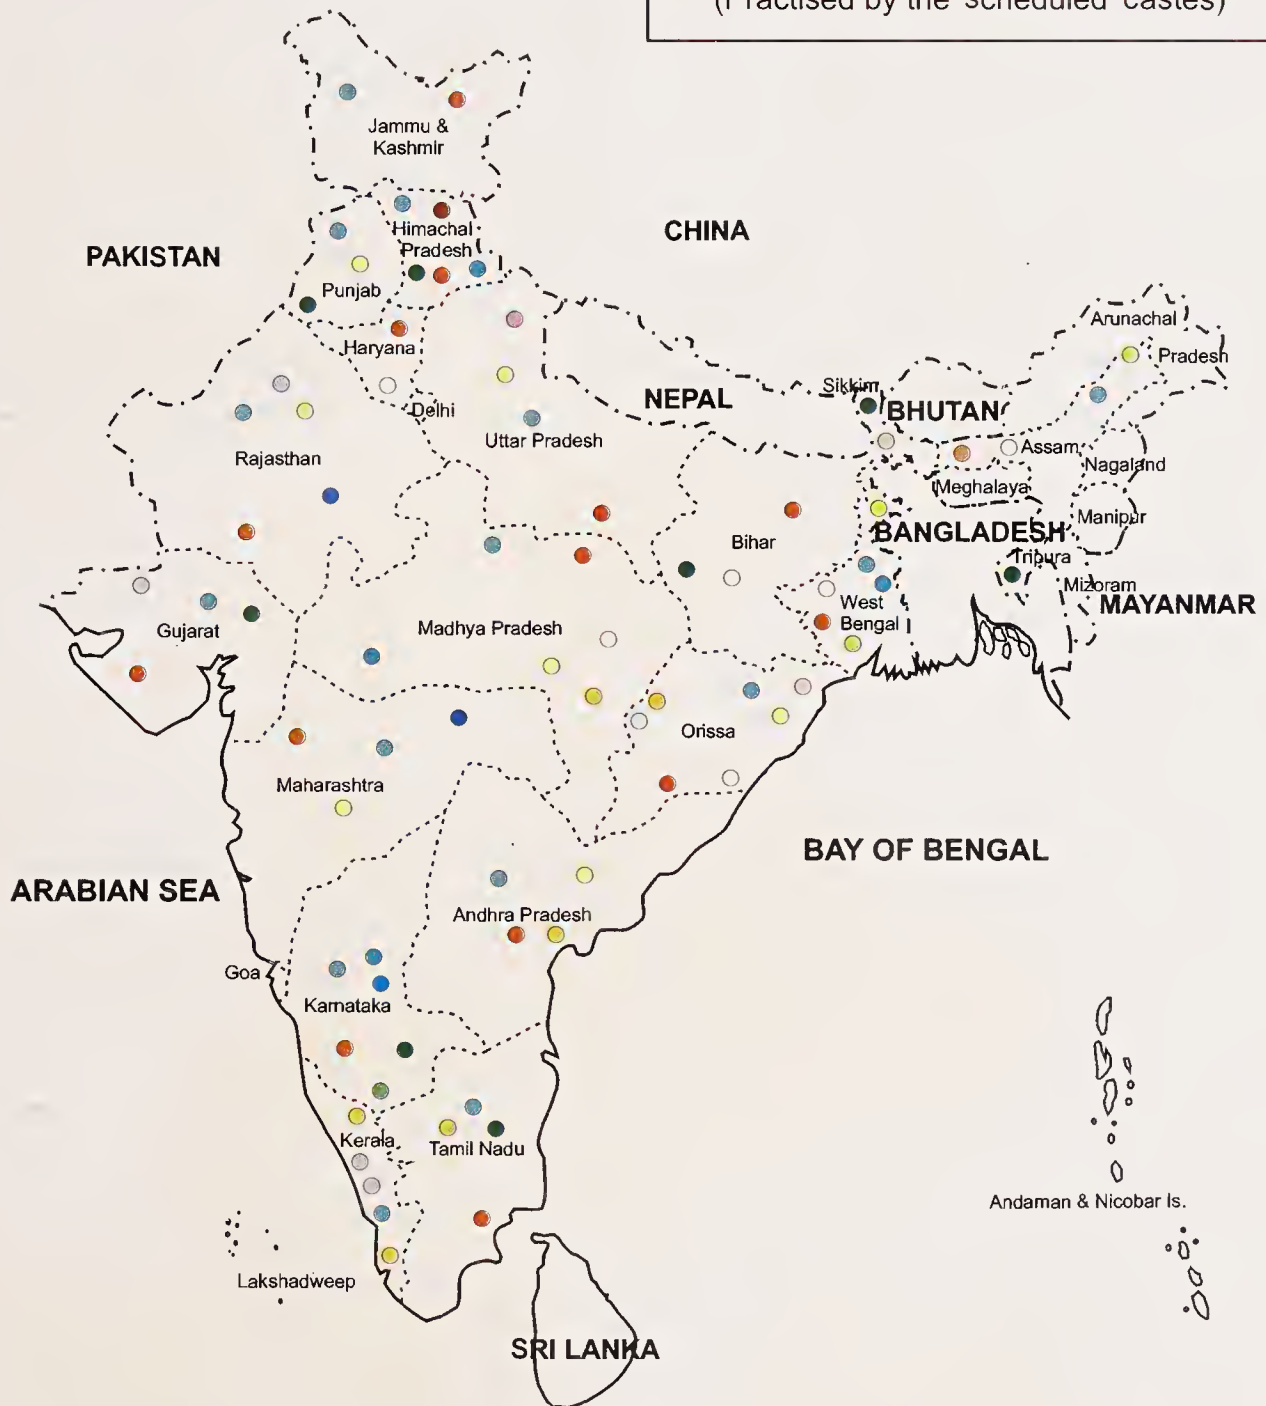 (Practised by the 'scheduled' castes)
Jammu &
Kashmir
Himachal
Pradesh
CHINA
PAKISTAN
Punjab
Arunachal
Pradesh
Haryana
Sikkim
NEPAL
BHUTAN
Delhi
Uttar Pradesh
Assam
Rajasthan
Nagaland
Meghalaya
Manipur
BANGLADESH
Bihar
Tripura
Mizoram
MAYANMAR
West
Bengal
Gujarat
Madhya Pradesh
Orissa
Maharashtra
BAY OF BENGAL
ARABIAN SEA
Andhra Pradesh
Goa
Karnataka
Kerala
Tamil Nadu
Andaman & Nicobar Is.
Lakshadweep
SRI LANKA